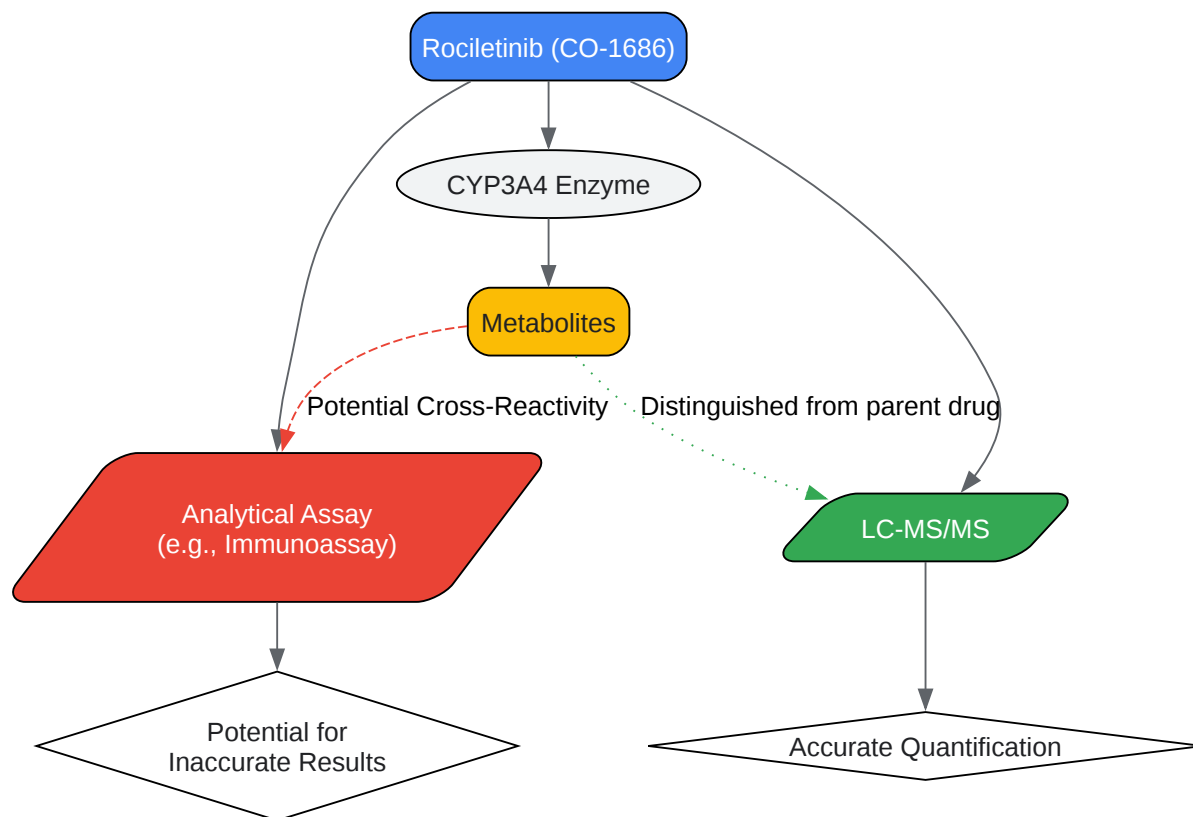 Rociletinib (CO-1686)
CYP3A4 Enzyme
Metabolites
Potential Cross-Reactivity
Distinguished from parent drug
Analytical Assay
(e.g., Immunoassay)
LC-MS/MS
Potential for
Inaccurate Results
Accurate Quantification